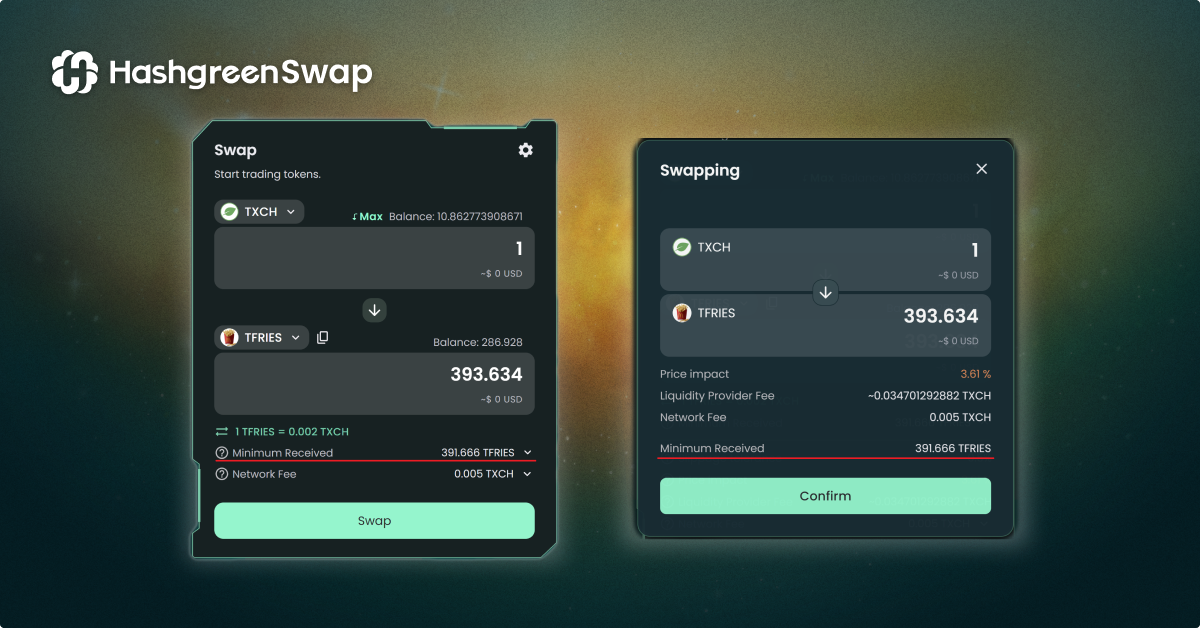 HashgreenSwap
Swap
Start trading tokens.
TXCH
Max Balance: 10.862773908671
1
~$ 0 USD
TFRIES
Balance: 286.928
393.634
~$ 0 USD
1 TFRIES = 0.002 TXCH
Minimum Received 391.666 TFRIES
Network Fee 0.005 TXCH
Swap
Swapping
TXCH
1
~$ 0 USD
TFRIES
393.634
~$ 0 USD
Price impact 3.61 %
Liquidity Provider Fee ~0.034701292882 TXCH
Network Fee 0.005 TXCH
Minimum Received 391.666 TFRIES
Confirm